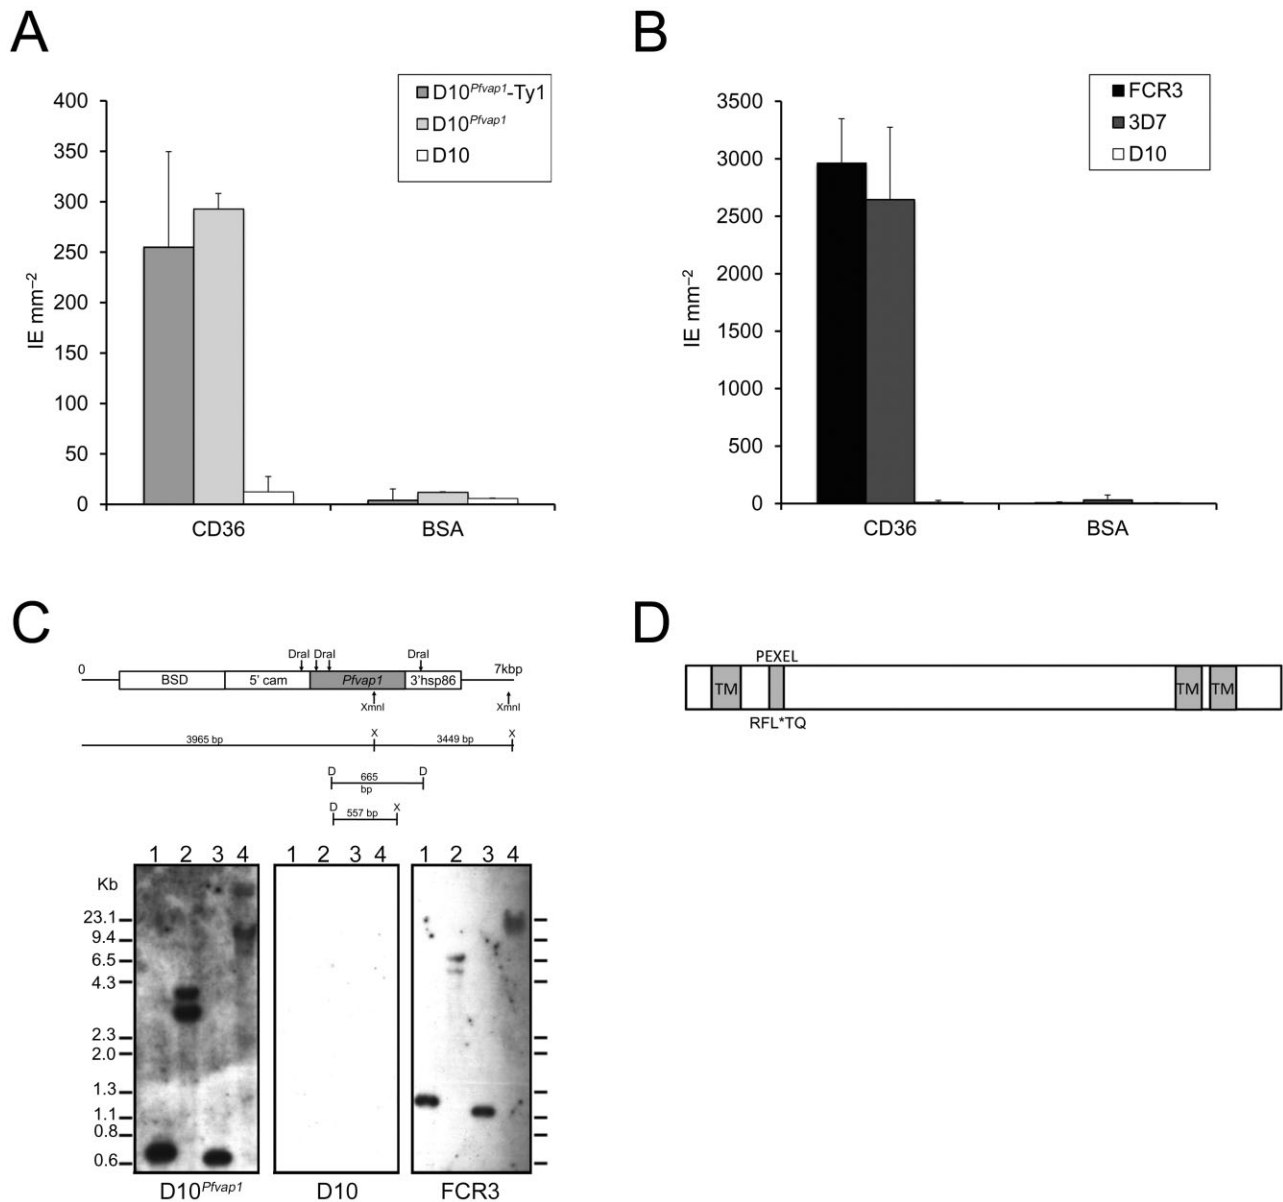 A
D10Pfvap1-Ty1
D10Pfvap1
D10
400
350
300
250
200
150
100
50
0
IE mm–2
CD36 BSA
B
FCR3
3D7
D10
3500
3000
2500
2000
1500
1000
500
0
IE mm–2
CD36 BSA
C
0 DraI DraI 7kbp
BSD 5' cam Pfvap1 3'hsp86
XmnI XmnI
3965 bp X 3449 bp X
D 665 D
bp
D 557 bp X
1 2 3 4 1 2 3 4 1 2 3 4
Kb
23.1
9.4
6.5
4.3
2.3
2.0
1.3
1.1
0.8
0.6
D10Pfvap1 D10 FCR3
D
PEXEL
TM TM TM
RFL*TQ